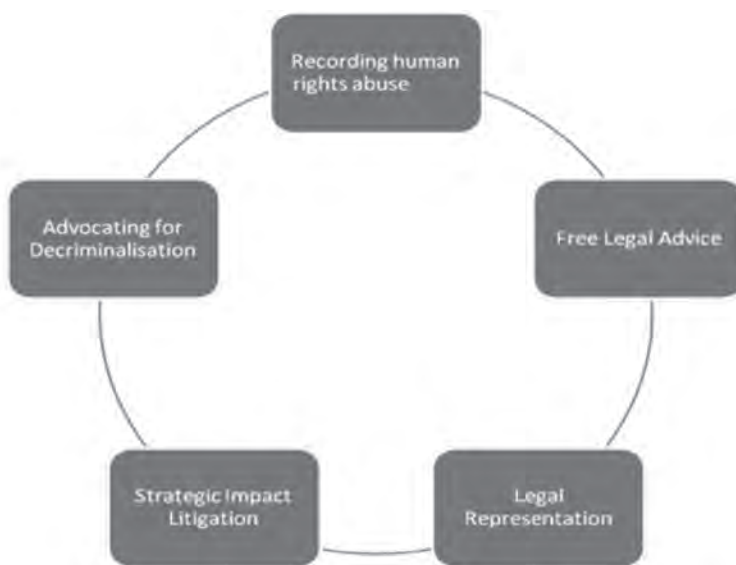 Recording human
rights abuse
Free Legal Advice
Legal
Representation
Strategic Impact
Litigation
Advocating for
Decriminalisation